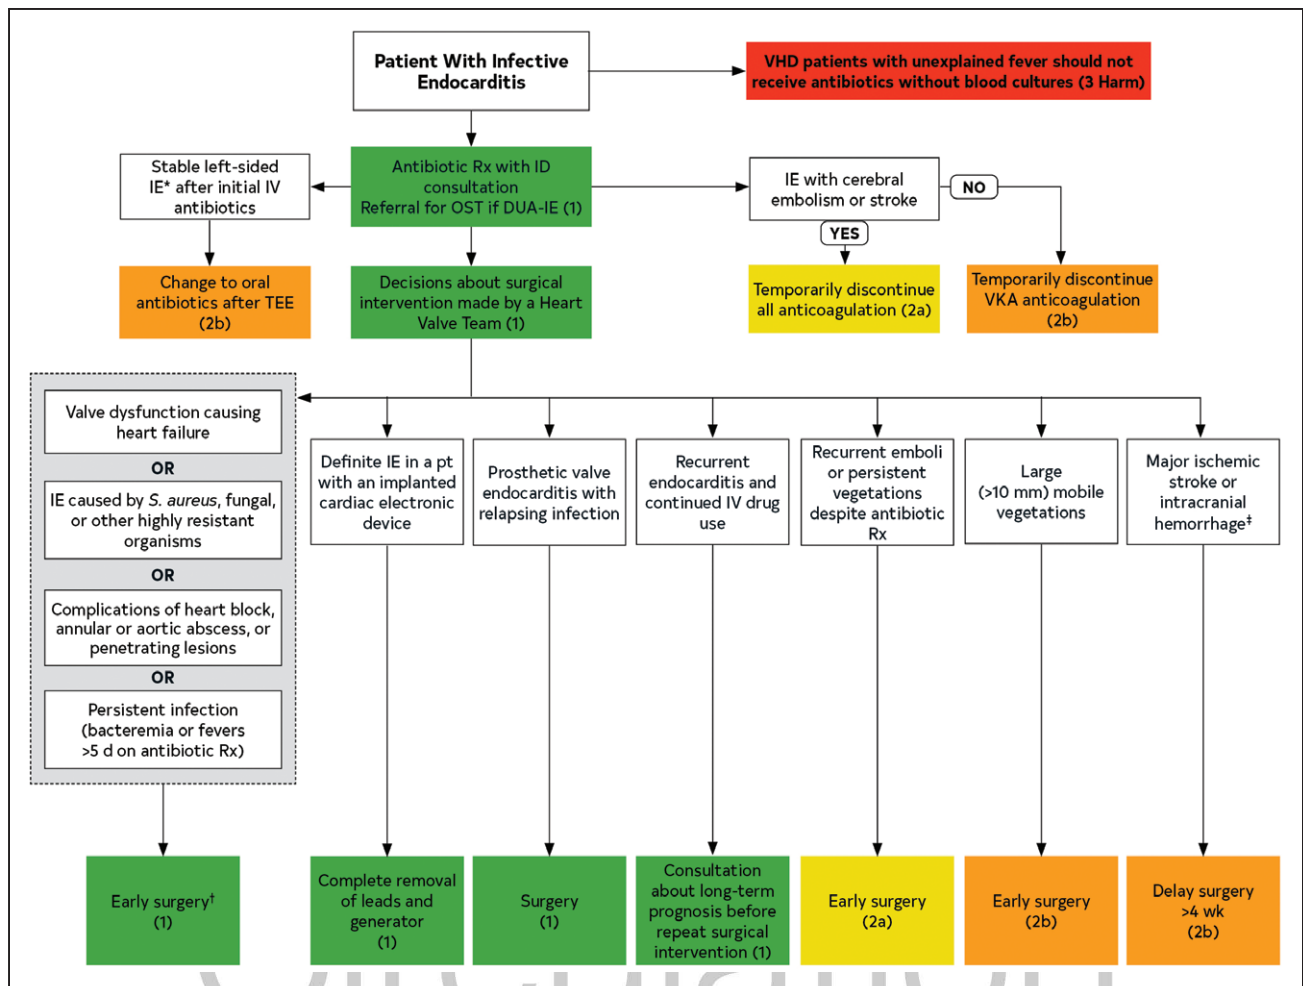 Patient With Infective
Endocarditis
VHD patients with unexplained fever should not
receive antibiotics without blood cultures (3 Harm)
Stable left-sided
IE* after initial IV
antibiotics
Antibiotic Rx with ID
consultation
Referral for OST if DUA-IE (1)
IE with cerebral
embolism or stroke
NO
YES
Change to oral
antibiotics after TEE
(2b)
Decisions about surgical
intervention made by a Heart
Valve Team (1)
Temporarily discontinue
all anticoagulation (2a)
Temporarily discontinue
VKA anticoagulation
(2b)
Valve dysfunction causing
heart failure
OR
IE caused by S. aureus, fungal,
or other highly resistant
organisms
OR
Complications of heart block,
annular or aortic abscess, or
penetrating lesions
OR
Persistent infection
(bacteremia or fevers
>5 d on antibiotic Rx)
Definite IE in a pt
with an implanted
cardiac electronic
device
Prosthetic valve
endocarditis with
relapsing infection
Recurrent
endocarditis and
continued IV drug
use
Recurrent emboli
or persistent
vegetations
despite antibiotic
Rx
Large
(>10 mm) mobile
vegetations
Major ischemic
stroke or
intracranial
hemorrhage‡
Early surgery†
(1)
Complete removal
of leads and
generator
(1)
Surgery
(1)
Consultation
about long-term
prognosis before
repeat surgical
intervention (1)
Early surgery
(2a)
Early surgery
(2b)
Delay surgery
>4 wk
(2b)